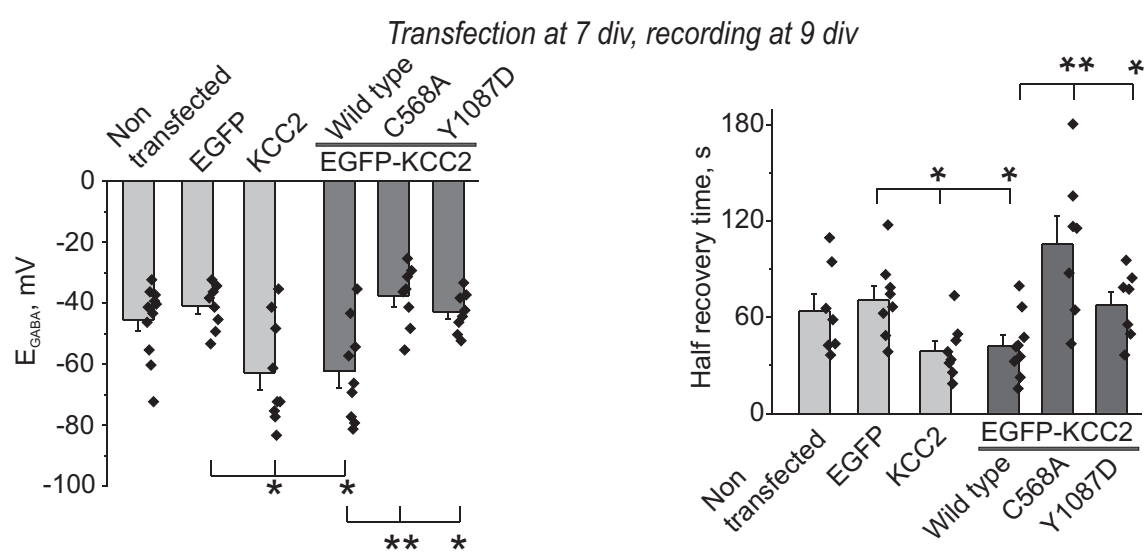 Transfection at 7 div, recording at 9 div
Non
transfected
EGFP
KCC2
Wild type
C568A
Y1087D
EGFP-KCC2
0
-20
-40
-60
-80
-100
E_GABA, mV
*
*
**
*
Half recovery time, s
180
120
60
0
**
*
*
*
Non
transfected
EGFP
KCC2
EGFP-KCC2
Wild type
C568A
Y1087D